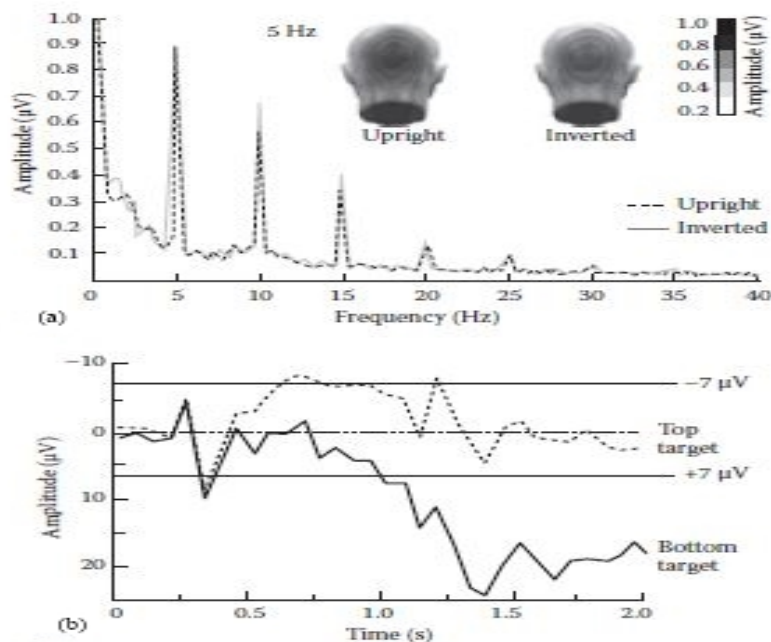 1.0
0.9
0.8
0.7
0.6
0.5
0.4
0.3
0.2
0.1
Amplitude (µV)
5 Hz
Upright
Inverted
1.0
0.8
0.6
0.4
0.2
Amplitude (µV)
Upright
Inverted
0 5 10 15 20 25 30 35 40
(a)
Frequency (Hz)
−10
0
10
20
Amplitude (µV)
−7 µV
Top
target
+7 µV
Bottom
target
0 0.5 1.0 1.5 2.0
(b)
Time (s)